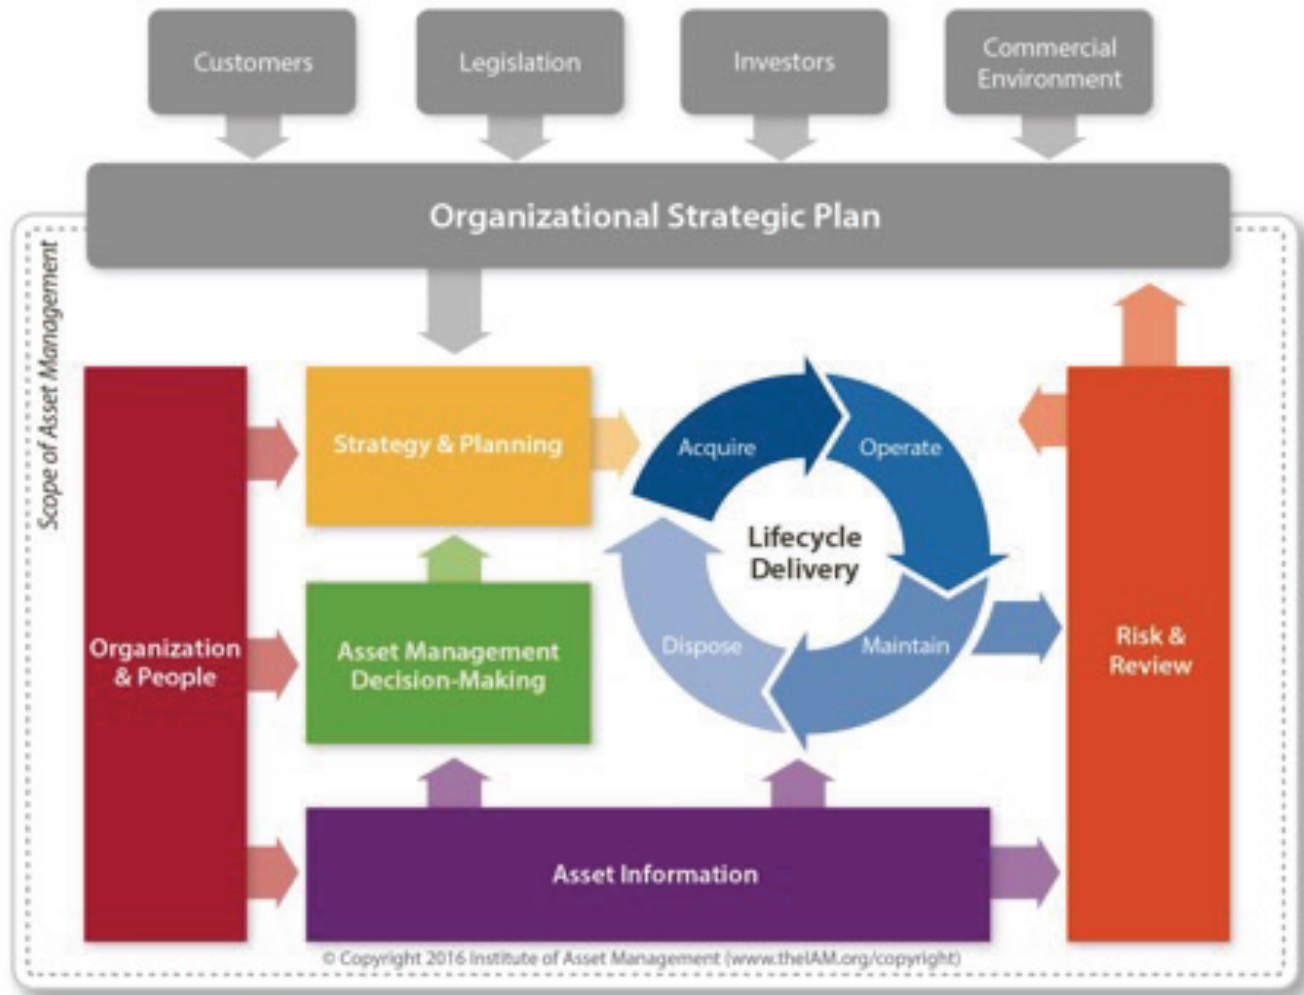 Customers
Legislation
Investors
Commercial
Environment
Organizational Strategic Plan
Scope of Asset Management
Strategy & Planning
Acquire
Operate
Lifecycle
Delivery
Organization
& People
Asset Management
Decision-Making
Dispose
Maintain
Risk &
Review
Asset Information
© Copyright 2016 Institute of Asset Management (www.theIAM.org/copyright)